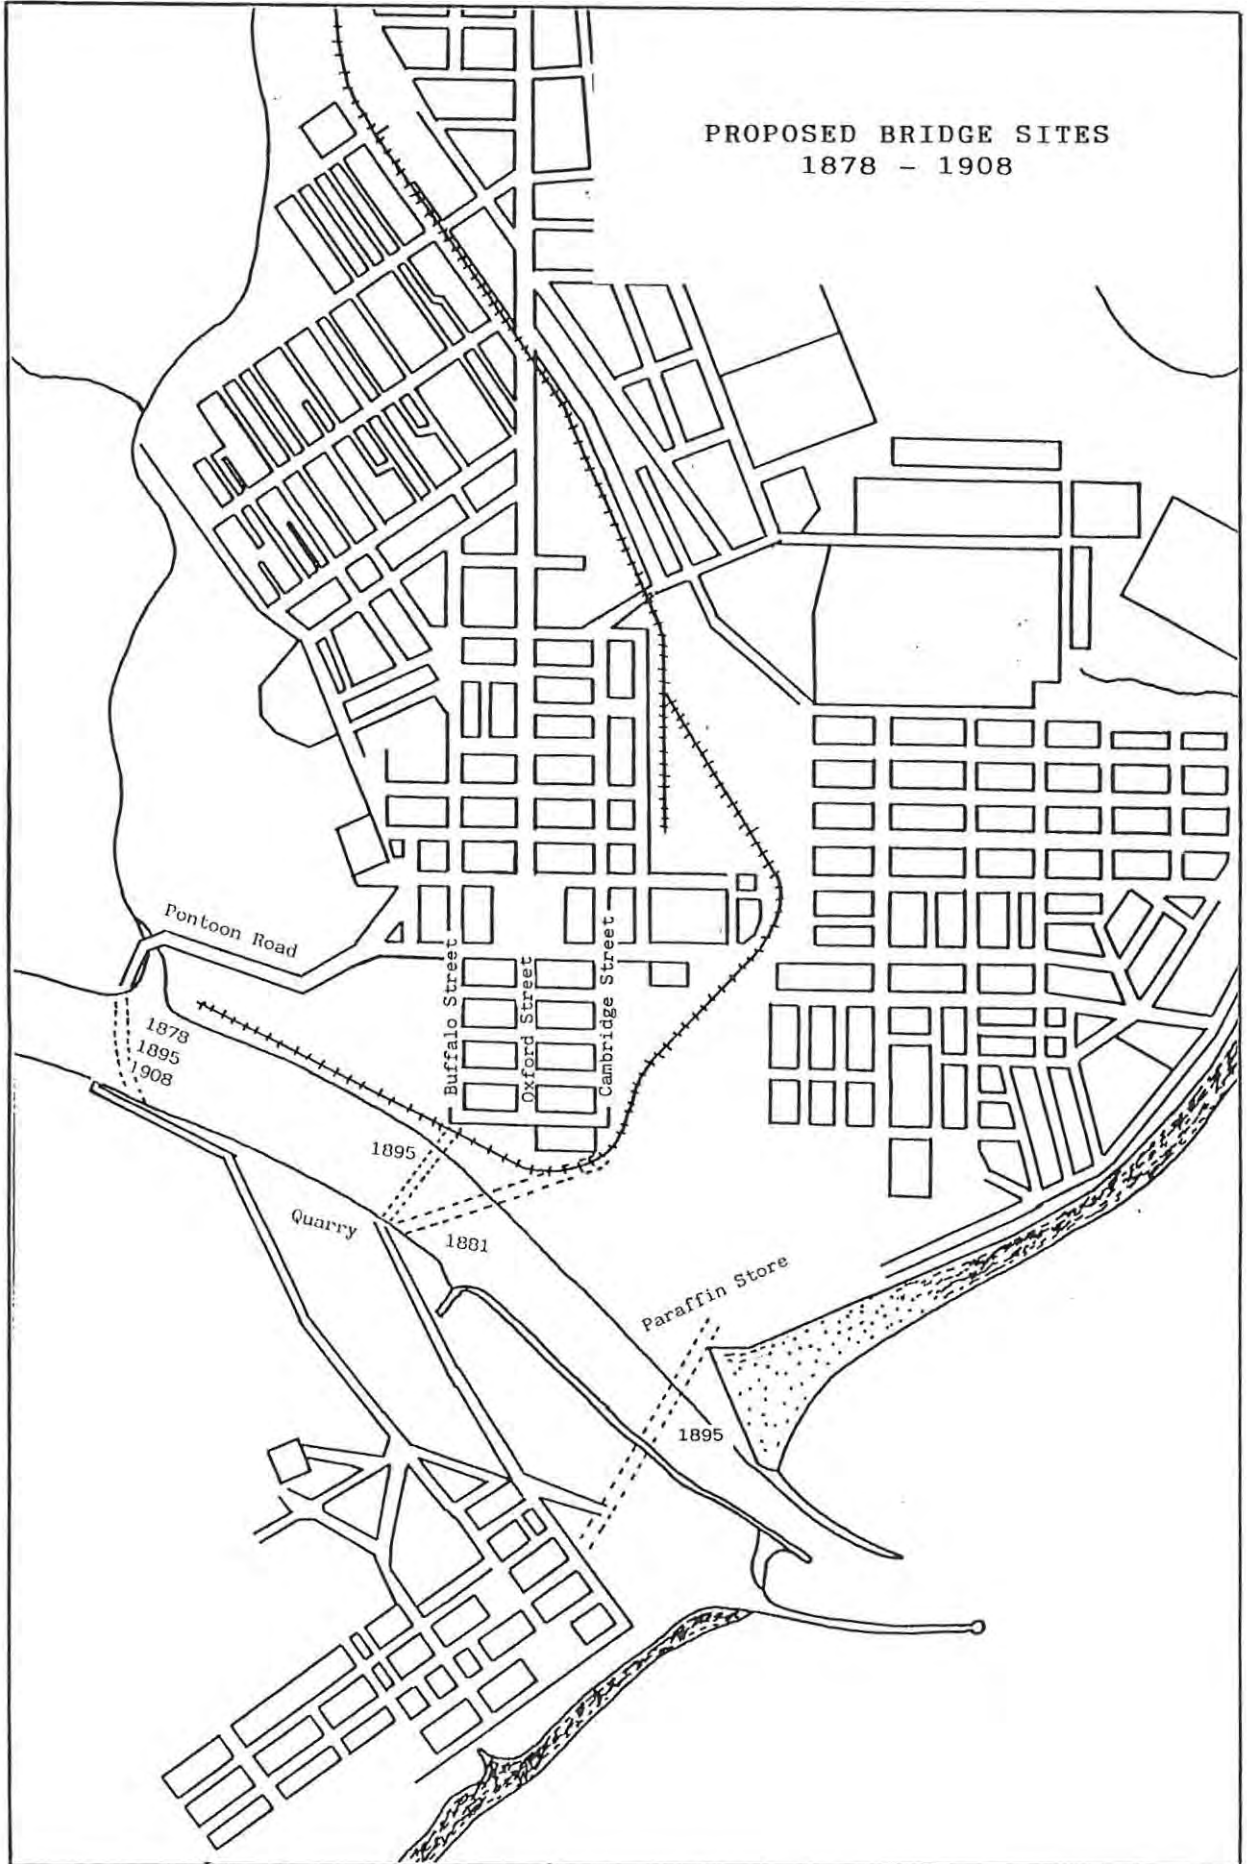 PROPOSED BRIDGE SITES
1878 - 1908
Pontoon Road
Buffalo Street
Oxford Street
Cambridge Street
1878
1895
1908
1895
Quarry
1881
Paraffin Store
1895